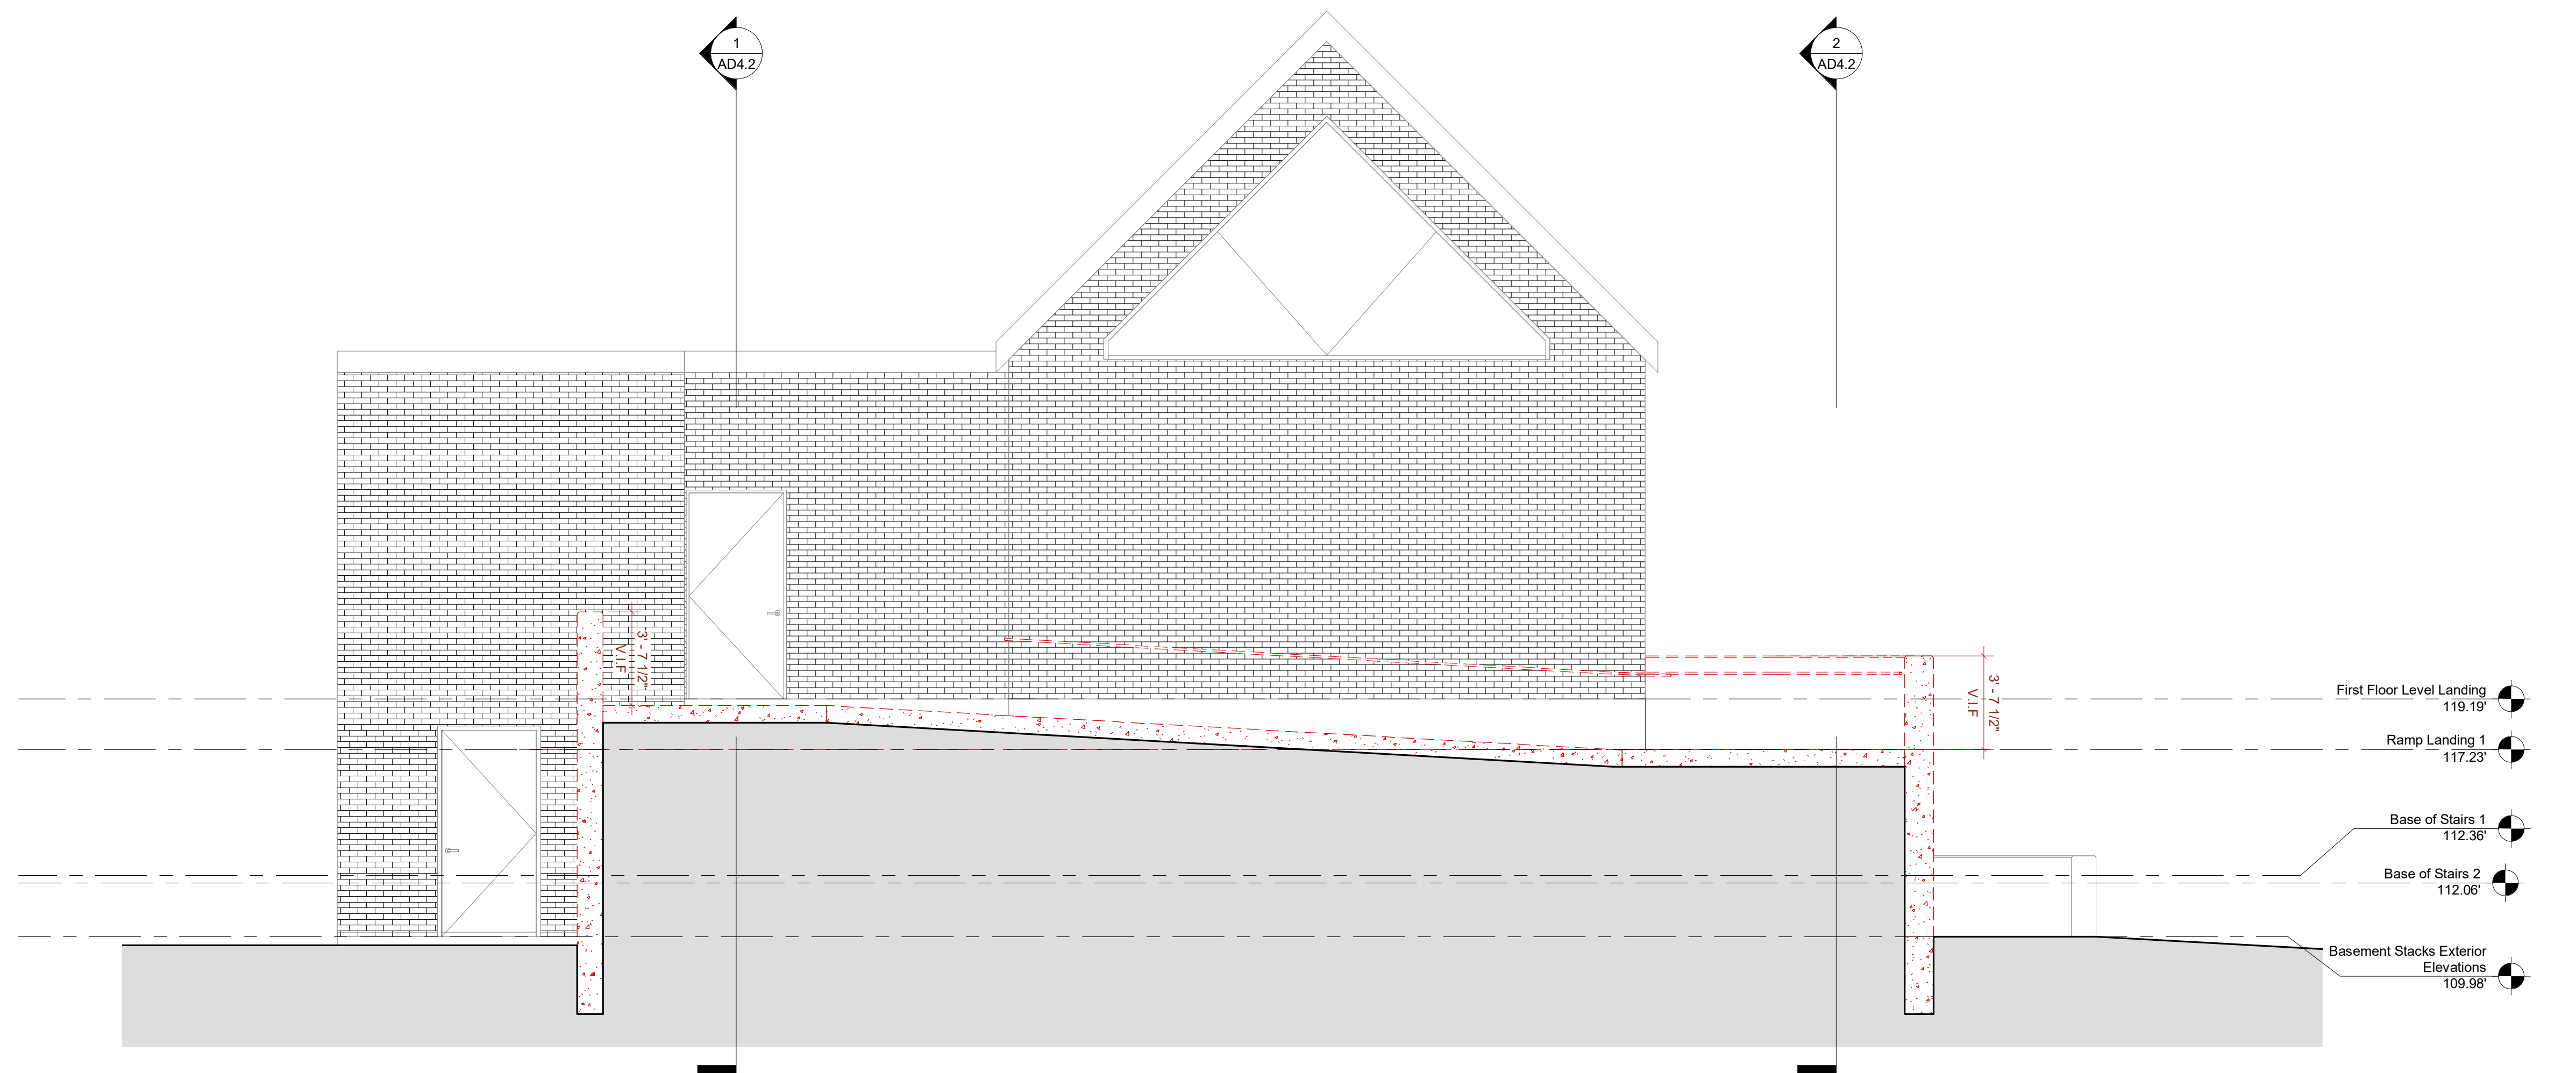 1
AD4.2
2
AD4.2
3' - 7 1/2"
V.I.F
3' - 7 1/2"
V.I.F
First Floor Level Landing
119.19'
Ramp Landing 1
117.23'
Base of Stairs 1
112.36'
Base of Stairs 2
112.06'
Basement Stacks Exterior
Elevations
109.98'